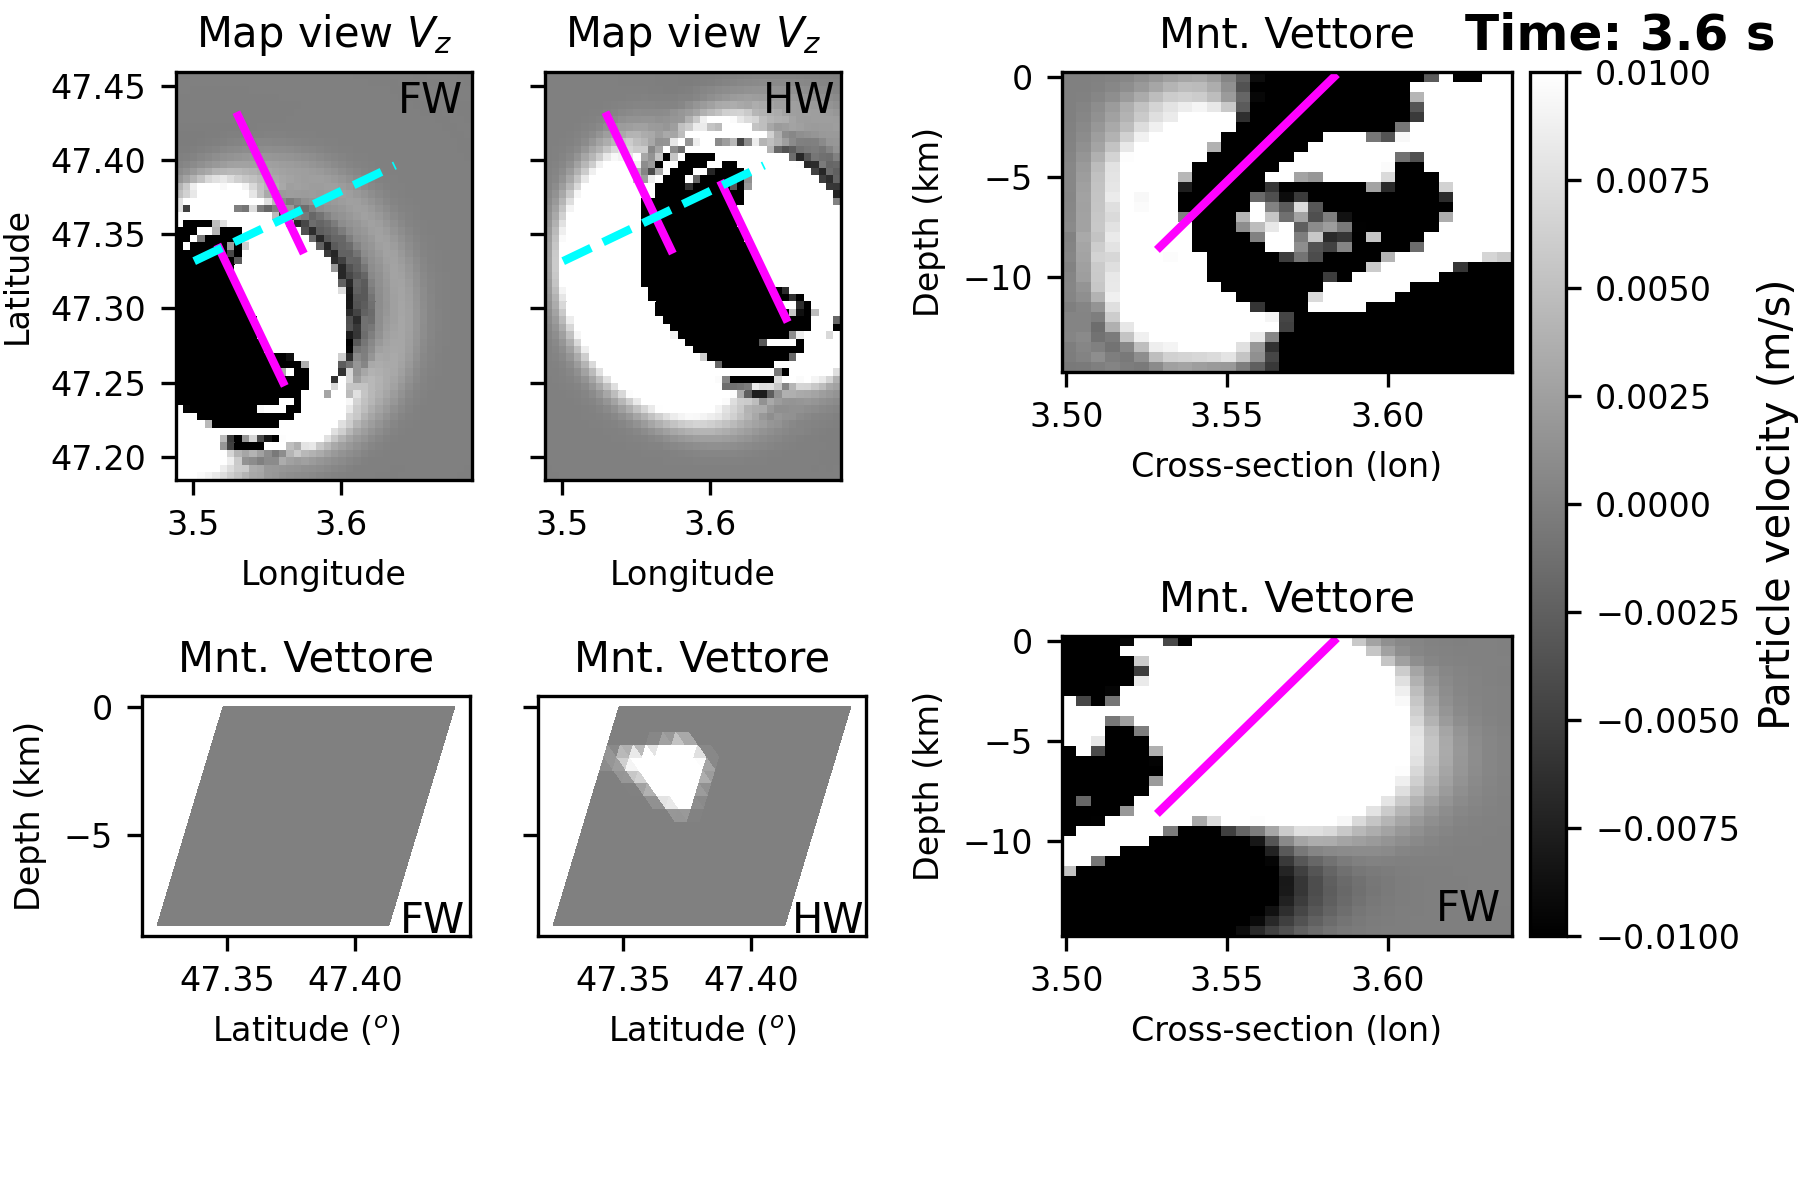 Map view Vz
Map view Vz
Mnt. Vettore
Time: 3.6 s
FW
HW
47.45
47.40
47.35
47.30
47.25
47.20
Latitude
3.5
3.6
Longitude
3.5
3.6
Longitude
0
−5
−10
Depth (km)
3.50
3.55
3.60
Cross-section (lon)
0.0100
0.0075
0.0050
0.0025
0.0000
−0.0025
−0.0050
−0.0075
−0.0100
Particle velocity (m/s)
Mnt. Vettore
Mnt. Vettore
Mnt. Vettore
0
−5
Depth (km)
FW
47.35
47.40
Latitude (o)
HW
47.35
47.40
Latitude (o)
0
−5
−10
Depth (km)
FW
3.50
3.55
3.60
Cross-section (lon)